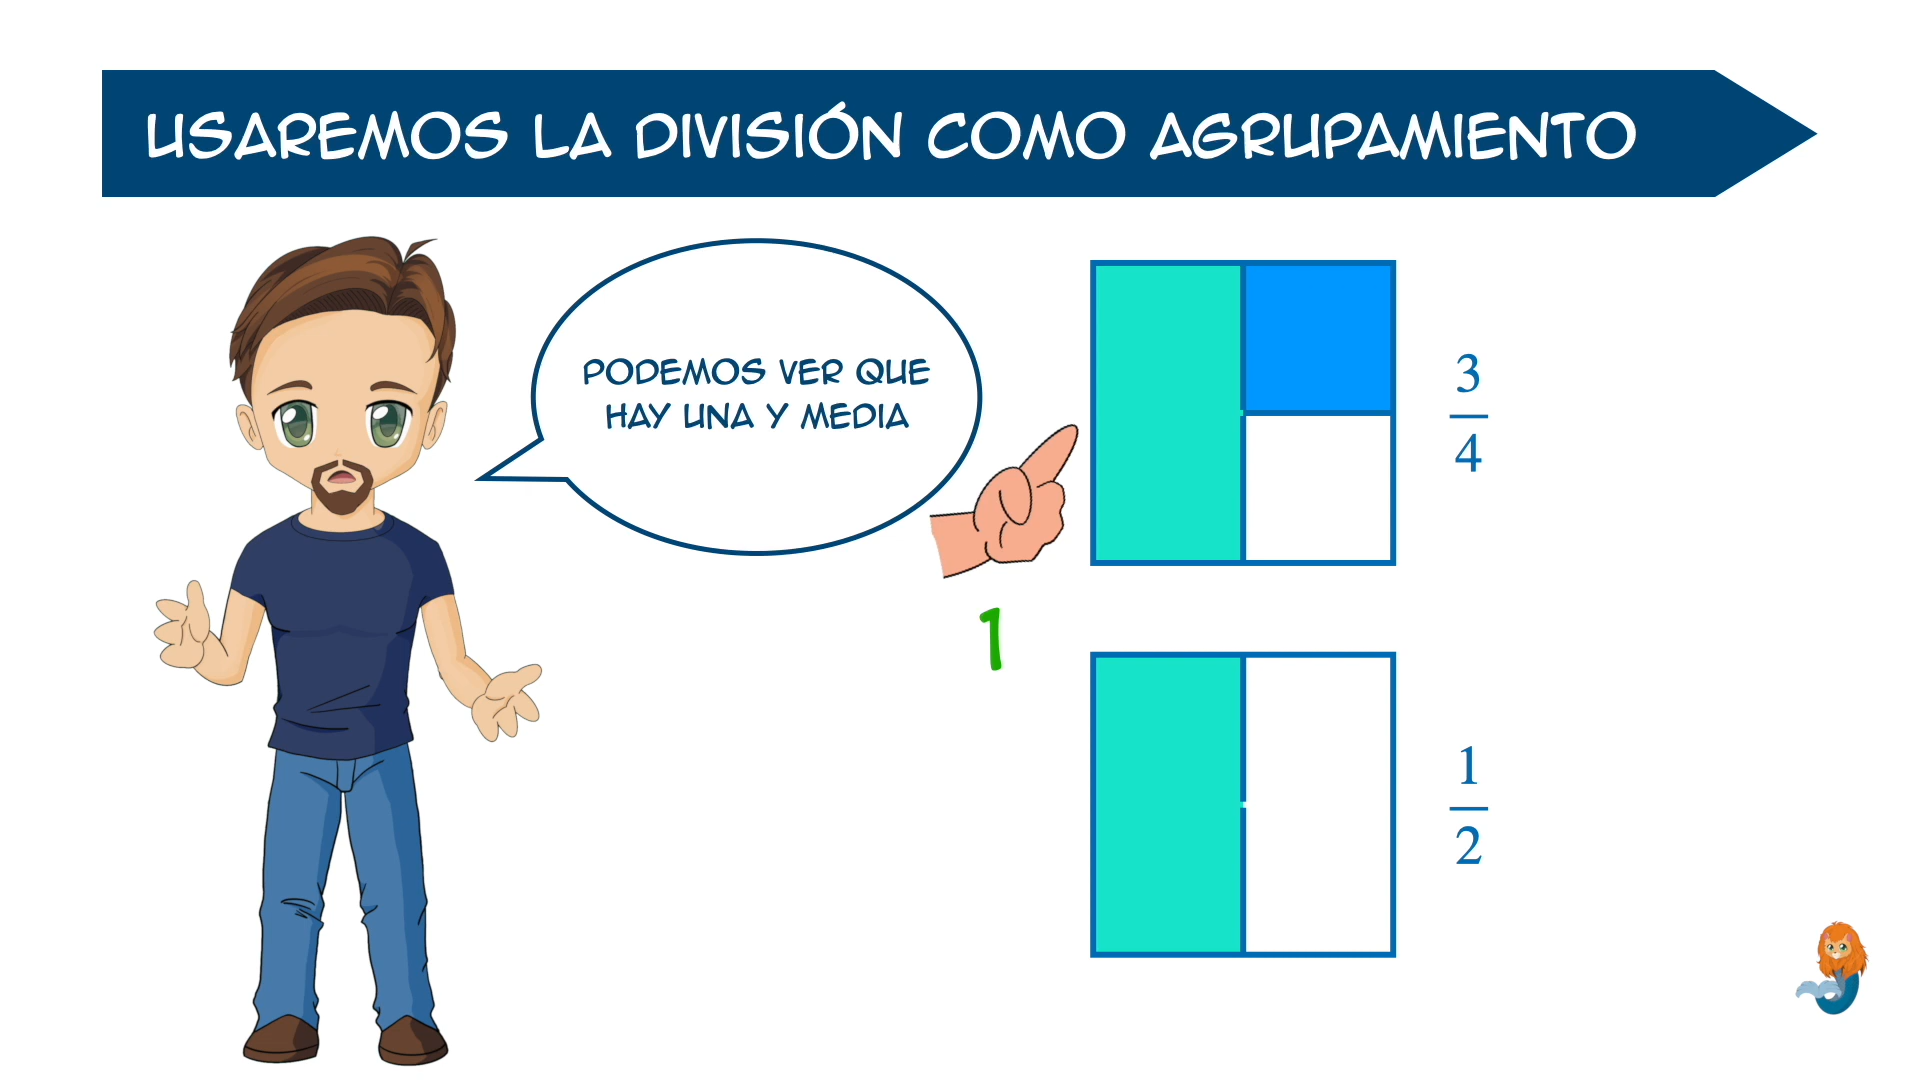 USAREMOS LA DIVISIÓN COMO AGRUPAMIENTO
PODEMOS VER QUE
HAY UNA Y MEDIA
3
4
1
1
2